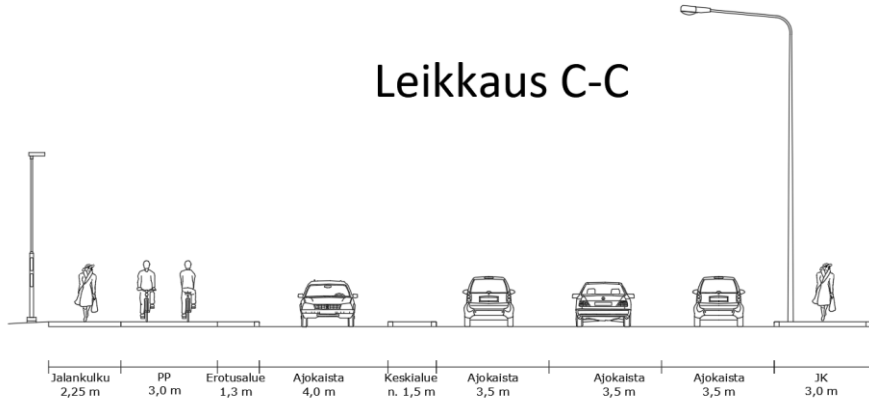 Leikkaus C-C
Jalankulku PP Erotusalue Ajokaista Keskialue Ajokaista Ajokaista Ajokaista JK
2,25 m 3,0 m 1,3 m 4,0 m n. 1,5 m 3,5 m 3,5 m 3,5 m 3,0 m